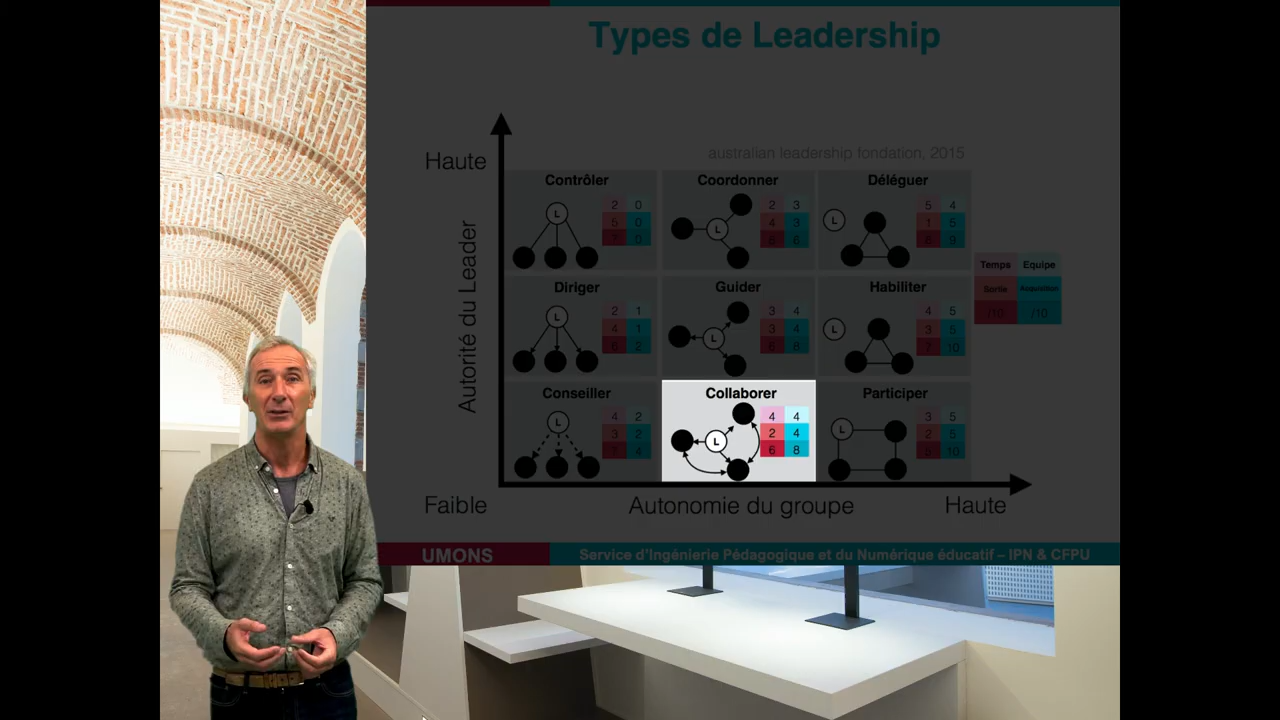 Types de Leadership
australian leadership fondation, 2015
Haute
Autorité du Leader
Contrôler
L
2 0
5 0
7 0
Coordonner
L
2 3
4 3
6 6
Déléguer
L
5 4
1 5
6 9
Diriger
L
2 1
4 1
6 2
Guider
L
3 4
3 4
6 8
Habiliter
L
4 5
3 5
7 10
Temps Equipe
Sortie Acquisition
/10 /10
Conseiller
L
4 2
3 2
7 4
Collaborer
L
4 4
2 4
6 8
Participer
L
3 5
2 5
5 10
Faible
Autonomie du groupe
Haute
UMONS
Service d'Ingénierie Pédagogique et du Numérique éducatif – IPN & CFPU